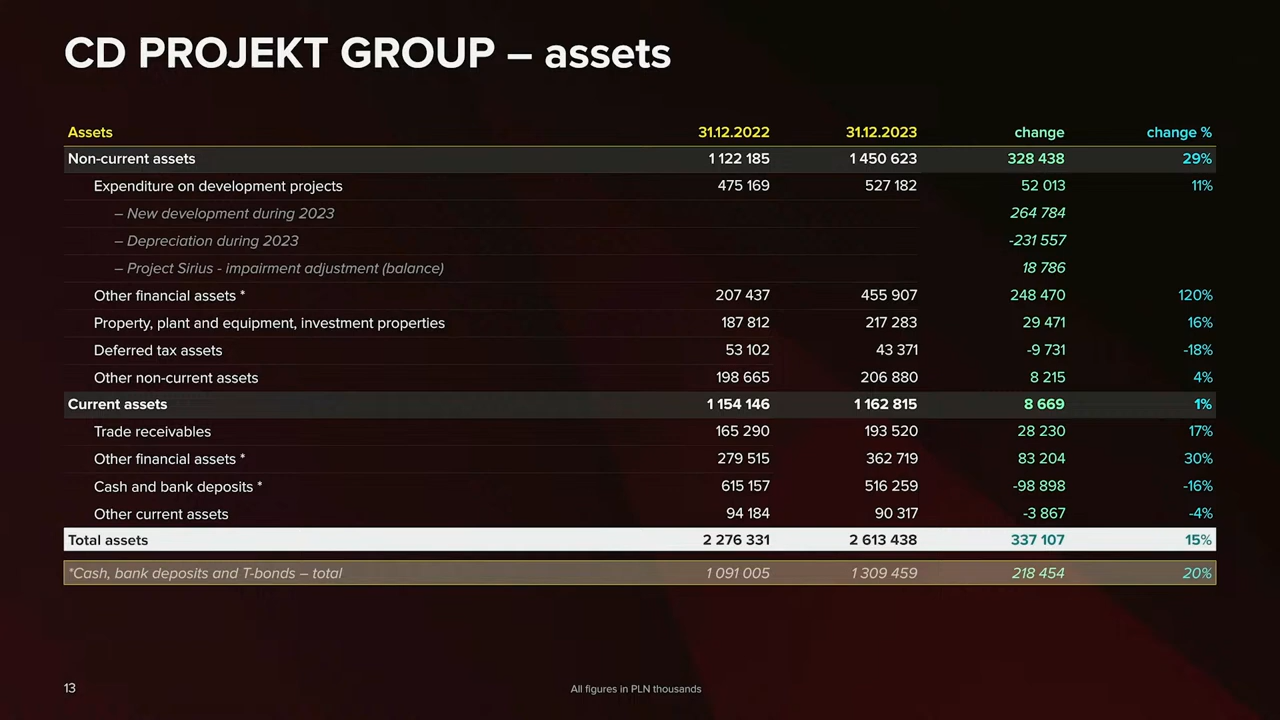 CD PROJEKT GROUP – assets
Assets 31.12.2022 31.12.2023 change change %
Non-current assets 1 122 185 1 450 623 328 438 29%
Expenditure on development projects 475 169 527 182 52 013 11%
– New development during 2023 264 784
– Depreciation during 2023 -231 557
– Project Sirius - impairment adjustment (balance) 18 786
Other financial assets * 207 437 455 907 248 470 120%
Property, plant and equipment, investment properties 187 812 217 283 29 471 16%
Deferred tax assets 53 102 43 371 -9 731 -18%
Other non-current assets 198 665 206 880 8 215 4%
Current assets 1 154 146 1 162 815 8 669 1%
Trade receivables 165 290 193 520 28 230 17%
Other financial assets * 279 515 362 719 83 204 30%
Cash and bank deposits * 615 157 516 259 -98 898 -16%
Other current assets 94 184 90 317 -3 867 -4%
Total assets 2 276 331 2 613 438 337 107 15%
*Cash, bank deposits and T-bonds – total 1 091 005 1 309 459 218 454 20%
13 All figures in PLN thousands